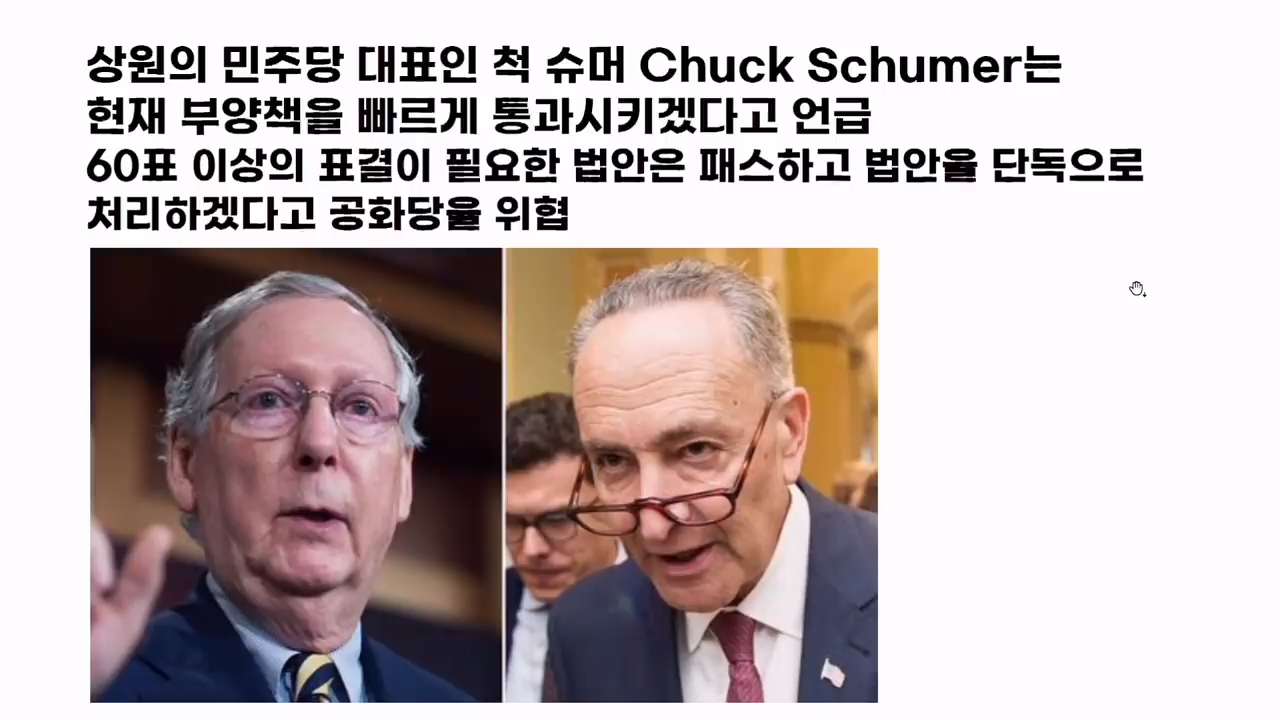 상원의 민주당 대표인 척 슈머 Chuck Schumer는
현재 부양책을 빠르게 통과시키겠다고 언급
60표 이상의 표결이 필요한 법안은 패스하고 법안을 단독으로
처리하겠다고 공화당을 위협